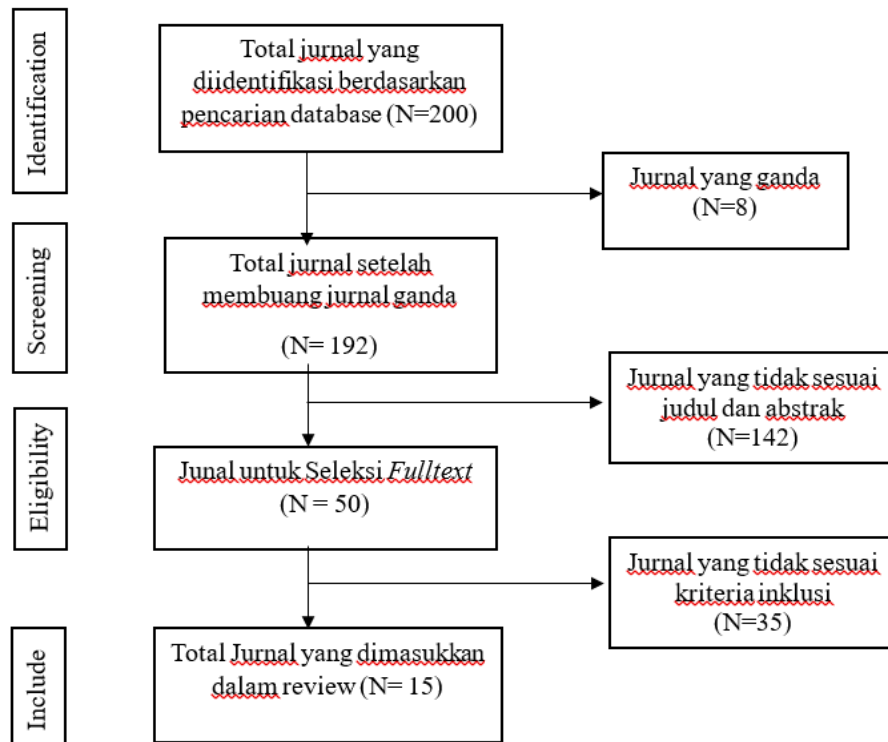 Identification
Total jurnal yang
diidentifikasi berdasarkan
pencarian database (N=200)
Jurnal yang ganda
(N=8)
Screening
Total jurnal setelah
membuang jurnal ganda
(N= 192)
Jurnal yang tidak sesuai
judul dan abstrak
(N=142)
Eligibility
Junal untuk Seleksi Fulltext
(N = 50)
Jurnal yang tidak sesuai
kriteria inklusi
(N=35)
Include
Total Jurnal yang dimasukkan
dalam review (N= 15)